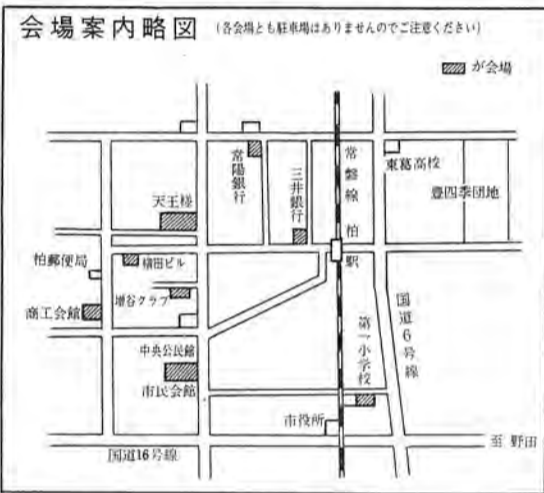 会場案内略図
(各会場とも駐車場はありませんのでご注意ください)
が会場
常陽銀行
三井銀行
常磐線柏駅
東葛高校
豊四季団地
天王様
柏郵便局
横田ビル
増谷クラブ
商工会館
中央公民館
市民会館
第一小学校
国道6号線
市役所
国道16号線
至野田